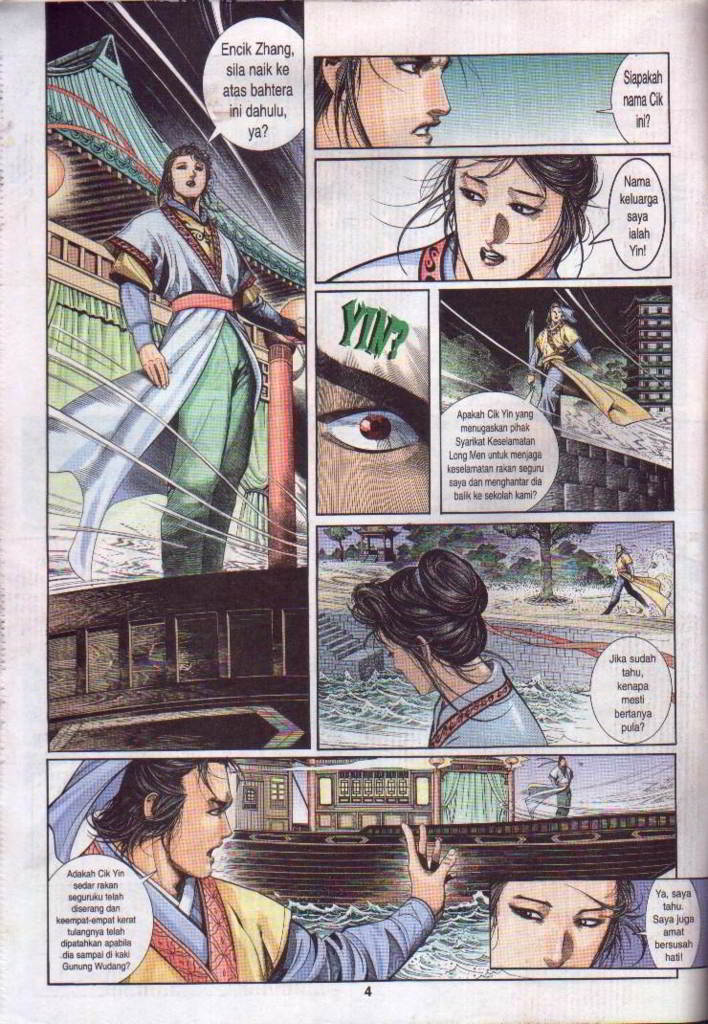 Encik Zhang,
sila naik ke
atas bahtera
ini dahulu,
ya?
Siapakah
nama Cik
ini?
Nama
keluarga
saya
ialah
Yin!
YIN?
Apakah Cik Yin yang
menugaskan pihak
Syarikat Keselamatan
Long Men untuk menjaga
keselamatan rakan seguru
saya dan menghantar dia
balik ke sekolah kami?
Jika sudah
tahu,
kenapa
mesti
bertanya
pula?
Adakah Cik Yin
sedar rakan
seguruku telah
diserang dan
keempat-empat kerat
tulangnya telah
dipatahkan apabila
dia sampai di kaki
Gunung Wudang?
Ya, saya
tahu.
Saya juga
amat
bersusah
hati!
4